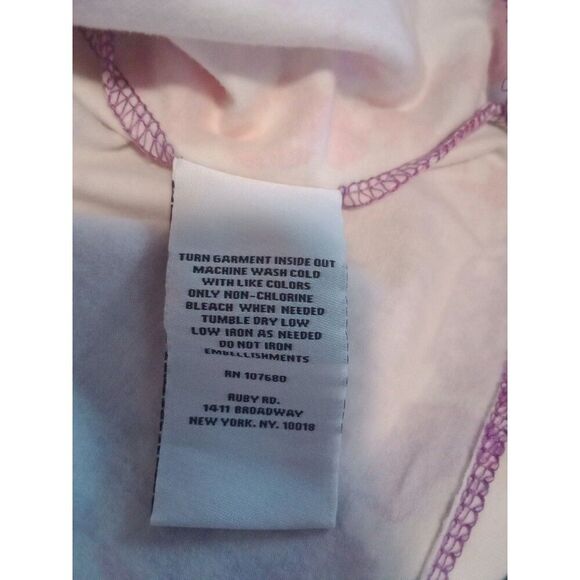 TURN GARMENT INSIDE OUT
MACHINE WASH COLD
WITH LIKE COLORS
ONLY NON-CHLORINE
BLEACH WHEN NEEDED
TUMBLE DRY LOW
LOW IRON AS NEEDED
DO NOT IRON
EMBELLISHMENTS
RN 107680
RUBY RD.
1411 BROADWAY
NEW YORK. NY. 10018